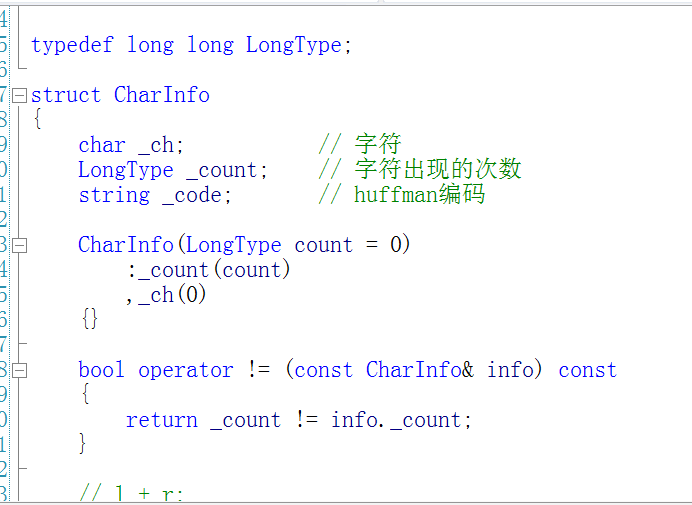 4
5 typedef long long LongType;
6
7 struct CharInfo
8 {
9 char _ch; // 字符
0 LongType _count; // 字符出现的次数
1 string _code; // huffman编码
2
3 CharInfo(LongType count = 0)
4 :_count(count)
5 ,_ch(0)
6 {}
7
8 bool operator != (const CharInfo& info) const
9 {
0 return _count != info._count;
1 }
2
3 // l + r: